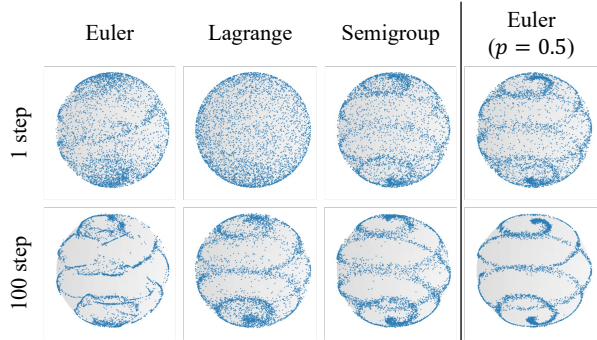 Euler
Lagrange
Semigroup
Euler
(p = 0.5)
1 step
100 step